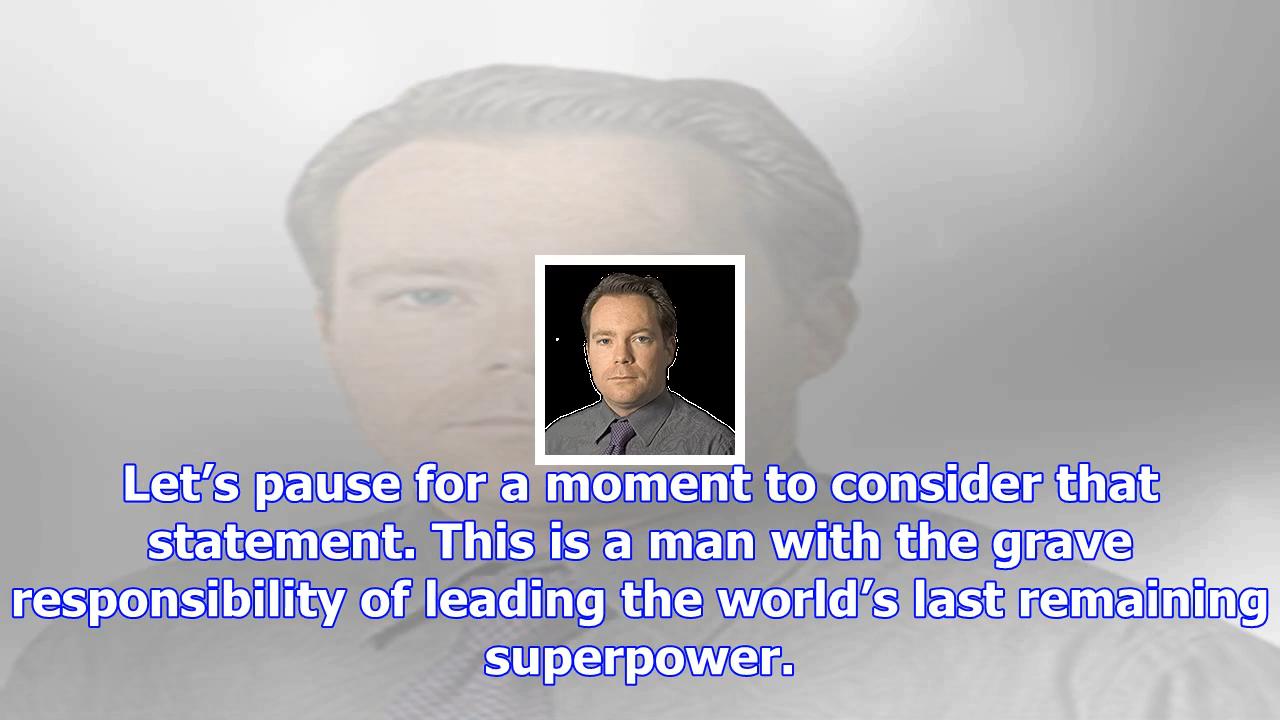 Let’s pause for a moment to consider that
statement. This is a man with the grave
responsibility of leading the world’s last remaining
superpower.